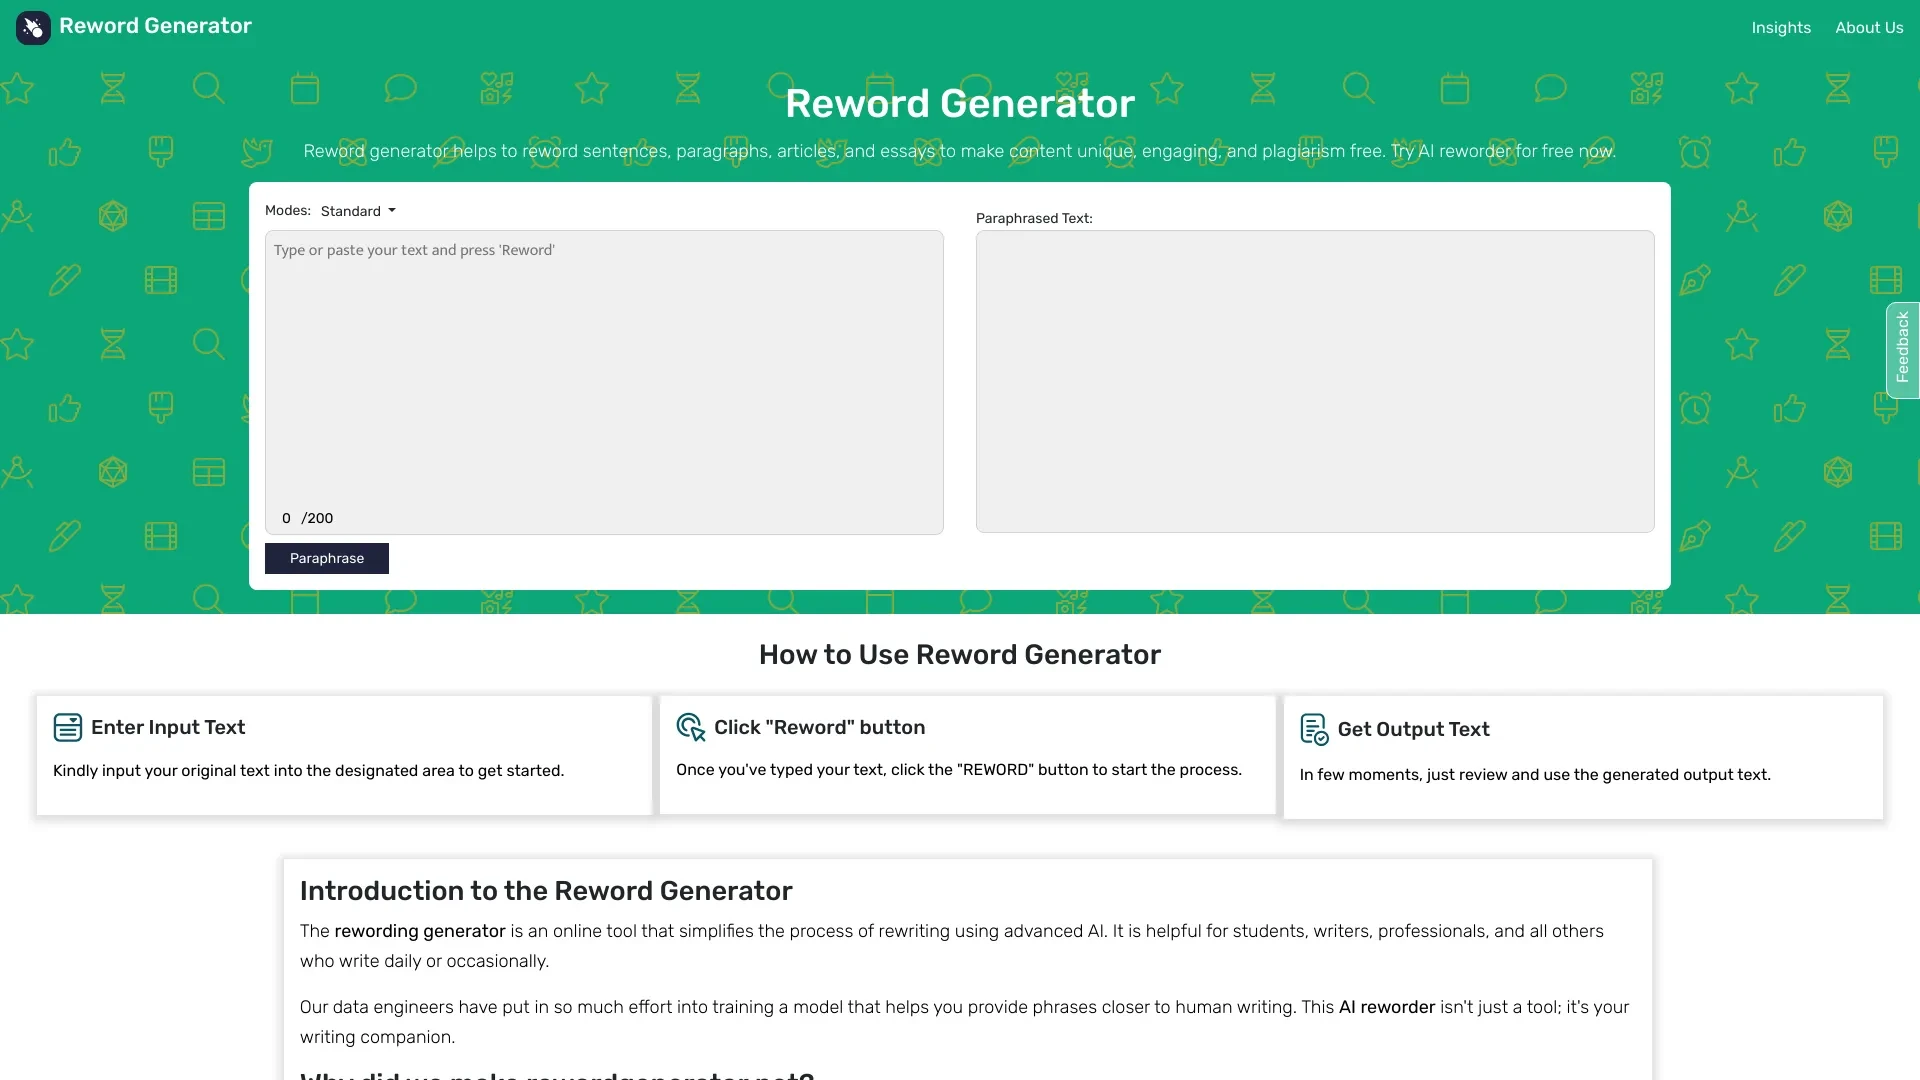 Reword Generator
Insights
About Us
Reword Generator
Reword generator helps to reword sentences, paragraphs, articles, and essays to make content unique, engaging, and plagiarism free. Try AI reworder for free now.
Modes: Standard
Type or paste your text and press 'Reword'
0 /200
Paraphrase
Paraphrased Text:
Feedback
How to Use Reword Generator
Enter Input Text
Kindly input your original text into the designated area to get started.
Click "Reword" button
Once you've typed your text, click the "REWORD" button to start the process.
Get Output Text
In few moments, just review and use the generated output text.
Introduction to the Reword Generator
The rewording generator is an online tool that simplifies the process of rewriting using advanced AI. It is helpful for students, writers, professionals, and all others
who write daily or occasionally.
Our data engineers have put in so much effort into training a model that helps you provide phrases closer to human writing. This AI reworder isn't just a tool; it's your
writing companion.
Why did we make rewordgenerator.net?